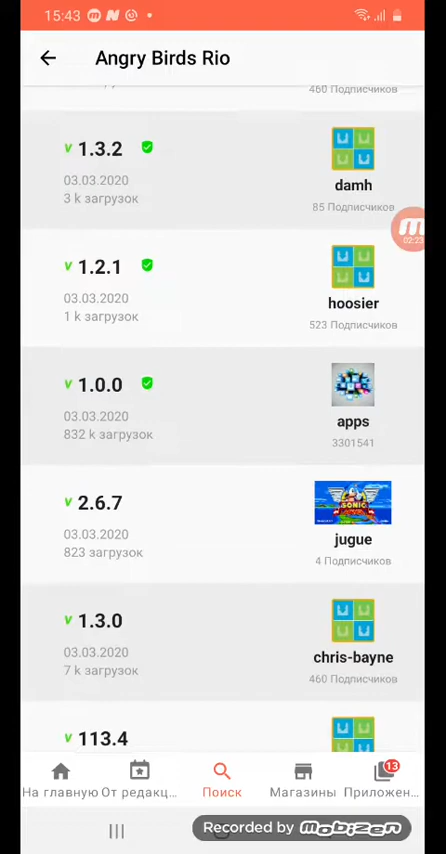 15:43
Angry Birds Rio
460 Подписчиков
v 1.3.2
03.03.2020
3 k загрузок
damh
85 Подписчиков
02:23
v 1.2.1
03.03.2020
1 k загрузок
hoosier
523 Подписчиков
v 1.0.0
03.03.2020
832 k загрузок
apps
3301541
v 2.6.7
03.03.2020
823 загрузок
SONIC
jugue
4 Подписчиков
v 1.3.0
03.03.2020
7 k загрузок
chris-bayne
460 Подписчиков
v 113.4
13
На главную От редакц... Поиск Магазины Приложен...
Recorded by mobizen